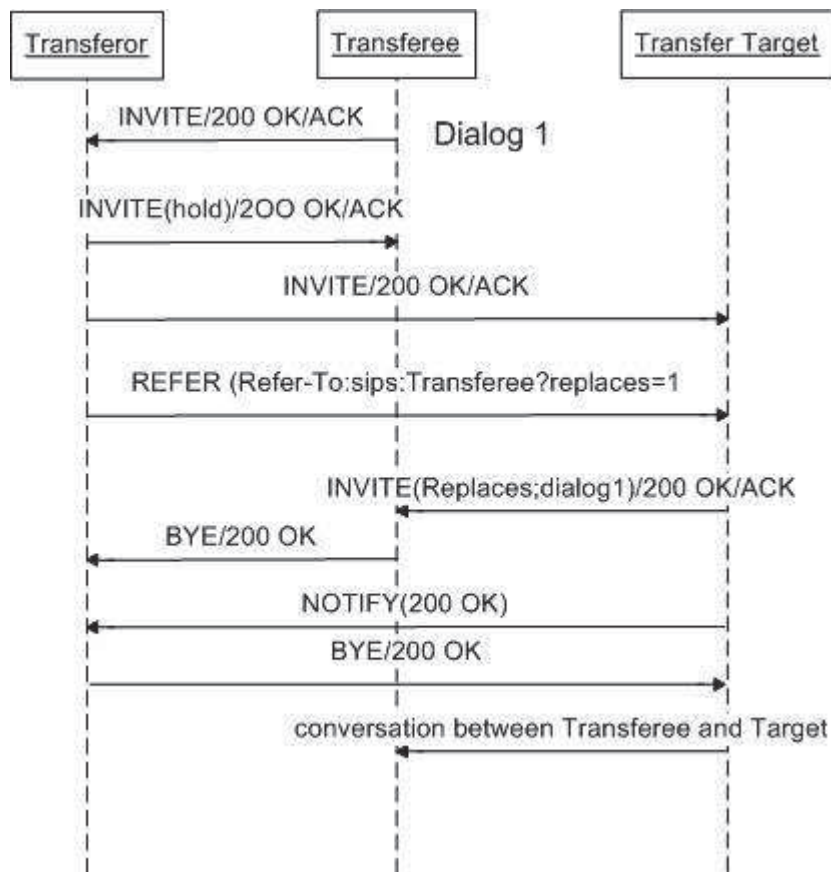 Transferor
Transferee
Transfer Target
INVITE/200 OK/ACK
Dialog 1
INVITE(hold)/2OO OK/ACK
INVITE/200 OK/ACK
REFER (Refer-To:sips:Transferee?replaces=1
INVITE(Replaces;dialog1)/200 OK/ACK
BYE/200 OK
NOTIFY(200 OK)
BYE/200 OK
conversation between Transferee and Target